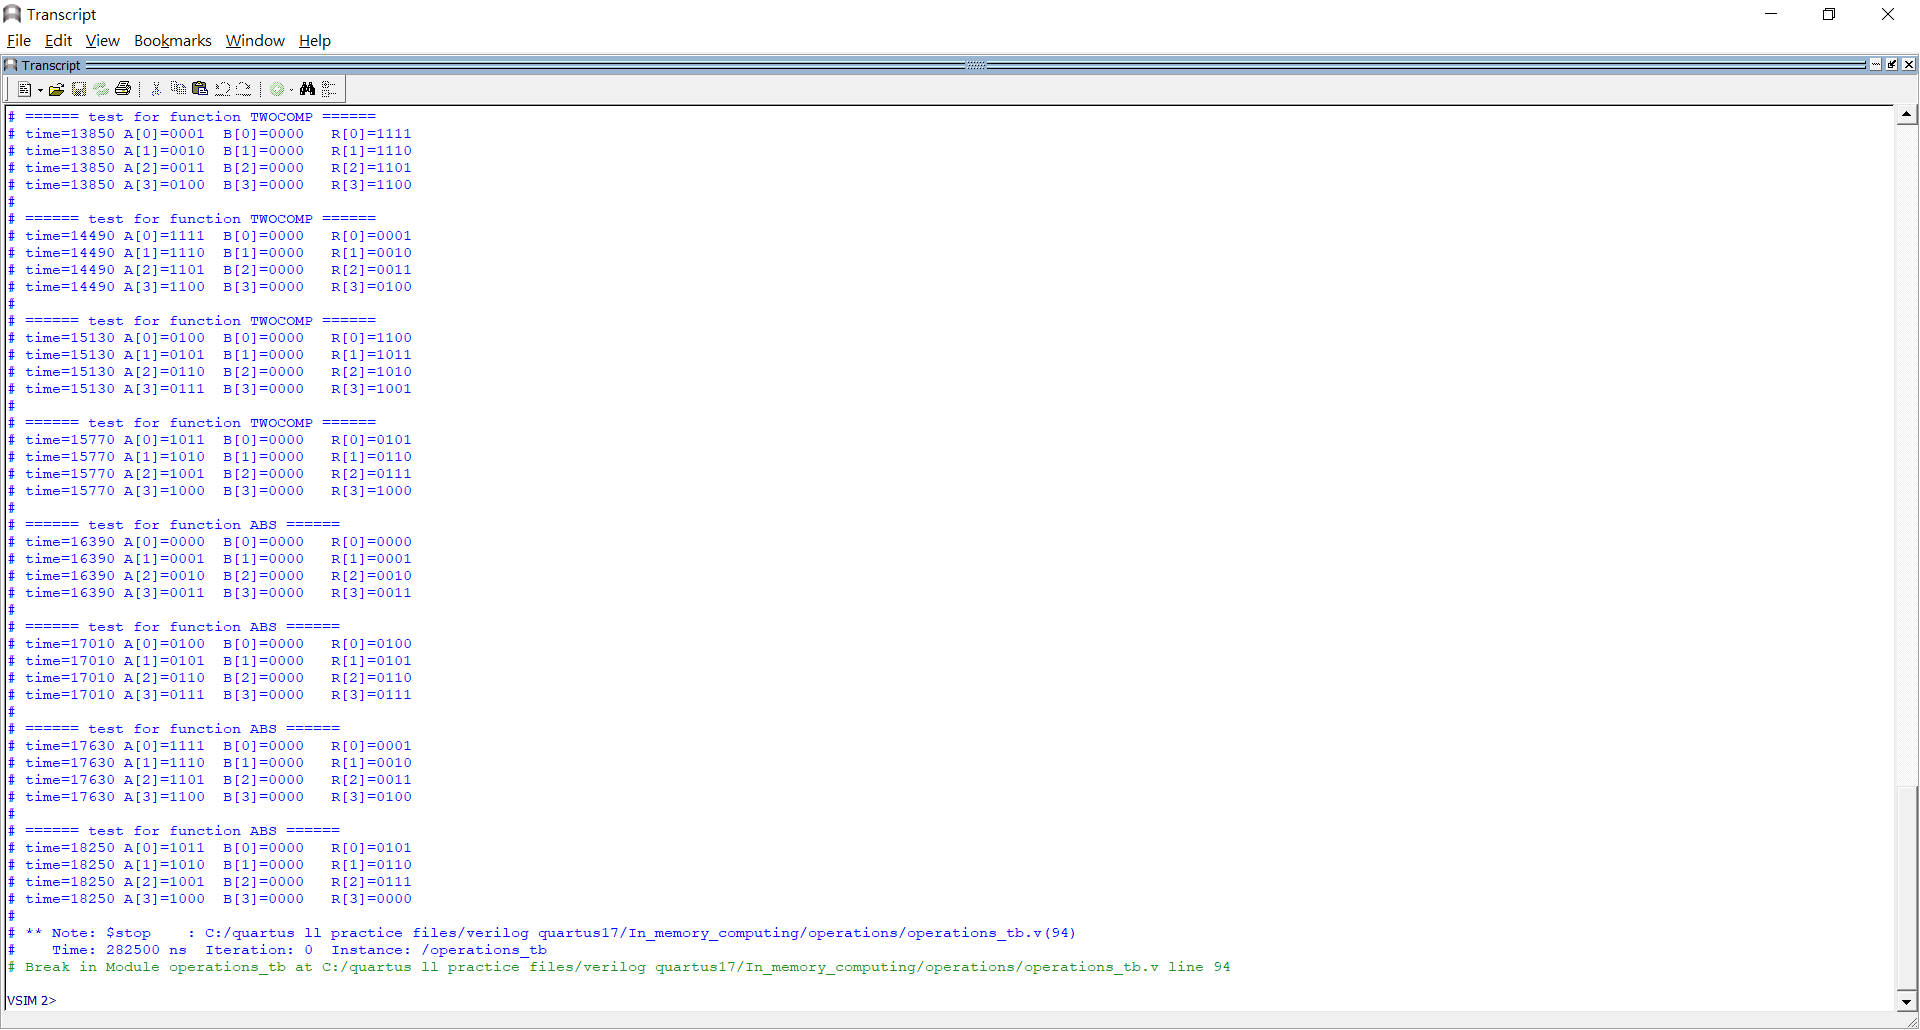 Transcript
File Edit View Bookmarks Window Help
Transcript
# ====== test for function TWOCOMP ======
# time=13850 A[0]=0001  B[0]=0000   R[0]=1111
# time=13850 A[1]=0010  B[1]=0000   R[1]=1110
# time=13850 A[2]=0011  B[2]=0000   R[2]=1101
# time=13850 A[3]=0100  B[3]=0000   R[3]=1100
#
# ====== test for function TWOCOMP ======
# time=14490 A[0]=1111  B[0]=0000   R[0]=0001
# time=14490 A[1]=1110  B[1]=0000   R[1]=0010
# time=14490 A[2]=1101  B[2]=0000   R[2]=0011
# time=14490 A[3]=1100  B[3]=0000   R[3]=0100
#
# ====== test for function TWOCOMP ======
# time=15130 A[0]=0100  B[0]=0000   R[0]=1100
# time=15130 A[1]=0101  B[1]=0000   R[1]=1011
# time=15130 A[2]=0110  B[2]=0000   R[2]=1010
# time=15130 A[3]=0111  B[3]=0000   R[3]=1001
#
# ====== test for function TWOCOMP ======
# time=15770 A[0]=1011  B[0]=0000   R[0]=0101
# time=15770 A[1]=1010  B[1]=0000   R[1]=0110
# time=15770 A[2]=1001  B[2]=0000   R[2]=0111
# time=15770 A[3]=1000  B[3]=0000   R[3]=1000
#
# ====== test for function ABS ======
# time=16390 A[0]=0000  B[0]=0000   R[0]=0000
# time=16390 A[1]=0001  B[1]=0000   R[1]=0001
# time=16390 A[2]=0010  B[2]=0000   R[2]=0010
# time=16390 A[3]=0011  B[3]=0000   R[3]=0011
#
# ====== test for function ABS ======
# time=17010 A[0]=0100  B[0]=0000   R[0]=0100
# time=17010 A[1]=0101  B[1]=0000   R[1]=0101
# time=17010 A[2]=0110  B[2]=0000   R[2]=0110
# time=17010 A[3]=0111  B[3]=0000   R[3]=0111
#
# ====== test for function ABS ======
# time=17630 A[0]=1111  B[0]=0000   R[0]=0001
# time=17630 A[1]=1110  B[1]=0000   R[1]=0010
# time=17630 A[2]=1101  B[2]=0000   R[2]=0011
# time=17630 A[3]=1100  B[3]=0000   R[3]=0100
#
# ====== test for function ABS ======
# time=18250 A[0]=1011  B[0]=0000   R[0]=0101
# time=18250 A[1]=1010  B[1]=0000   R[1]=0110
# time=18250 A[2]=1001  B[2]=0000   R[2]=0111
# time=18250 A[3]=1000  B[3]=0000   R[3]=0000
#
# ** Note: $stop    : C:/quartus ll practice files/verilog quartus17/In_memory_computing/operations/operations_tb.v(94)
#    Time: 282500 ns  Iteration: 0  Instance: /operations_tb
# Break in Module operations_tb at C:/quartus ll practice files/verilog quartus17/In_memory_computing/operations/operations_tb.v line 94
VSIM 2>